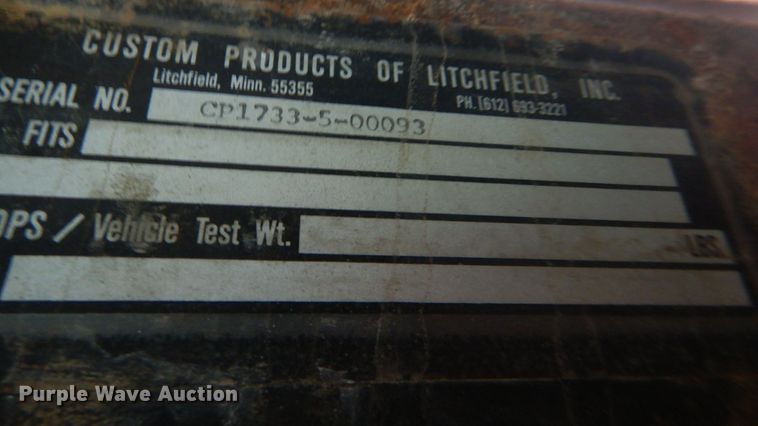 CUSTOM PRODUCTS OF LITCHFIELD, INC.
Litchfield, Minn. 55355
PH. (612) 693-3221
SERIAL NO. CP1733-5-00093
FITS
OPS / Vehicle Test Wt. LBS
Purple Wave Auction